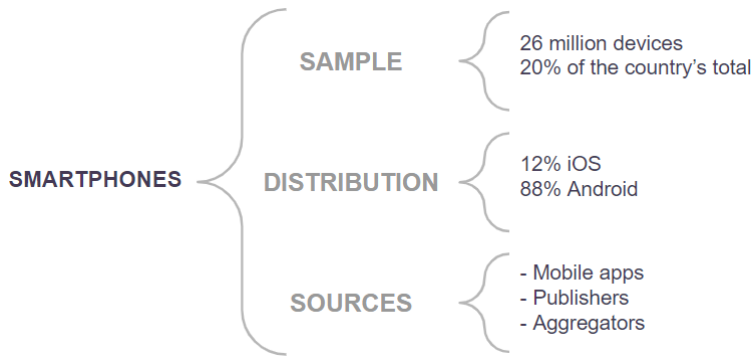 SMARTPHONES
SAMPLE
26 million devices
20% of the country's total
DISTRIBUTION
12% iOS
88% Android
SOURCES
- Mobile apps
- Publishers
- Aggregators